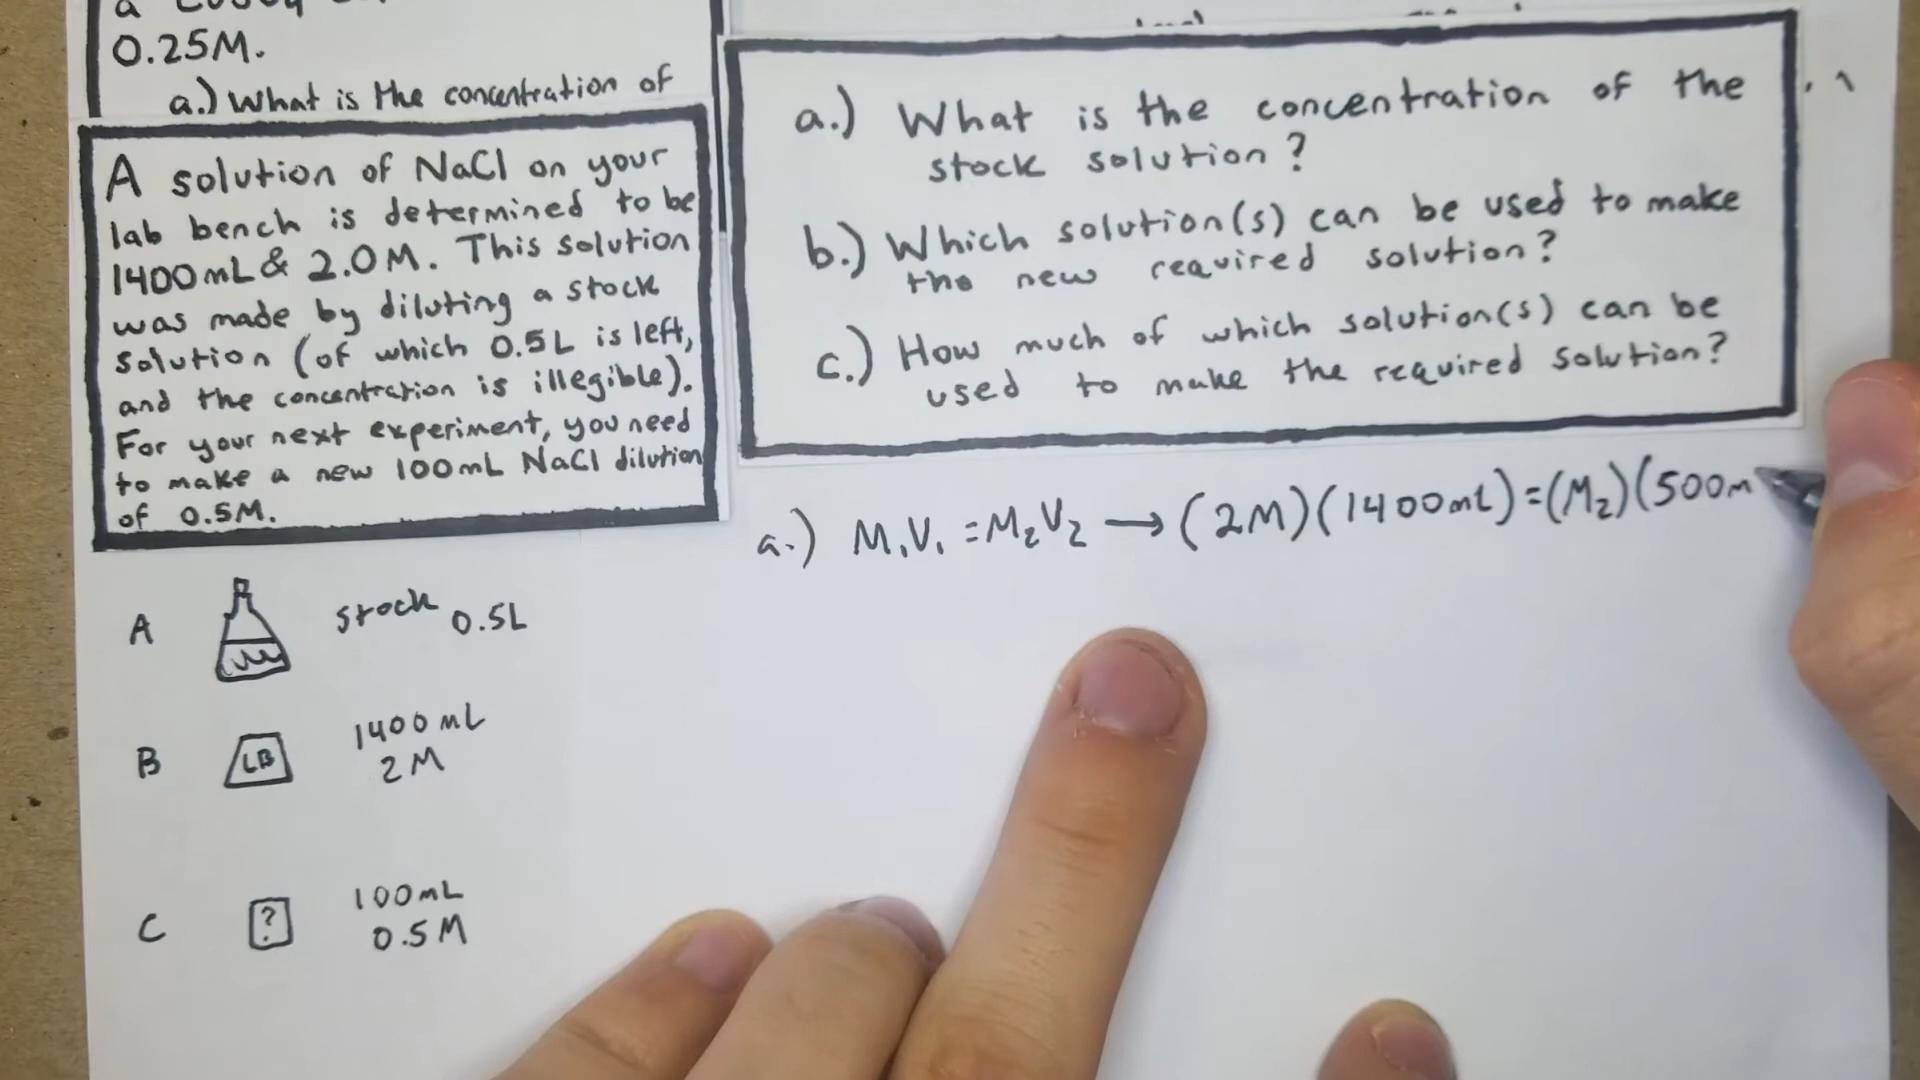 0.25M.
a.) What is the concentration of
A solution of NaCl on your
lab bench is determined to be
1400mL & 2.0M. This solution
was made by diluting a stock
solution (of which 0.5L is left,
and the concentration is illegible).
For your next experiment, you need
to make a new 100mL NaCl dilution
of 0.5M.
a.) What is the concentration of the
stock solution?
b.) Which solution(s) can be used to make
the new required solution?
c.) How much of which solution(s) can be
used to make the required solution?
a.) M₁V₁ = M₂V₂ → (2M)(1400mL) = (M₂)(500m
A stock 0.5L
B LB 1400mL
2M
C ? 100mL
0.5M